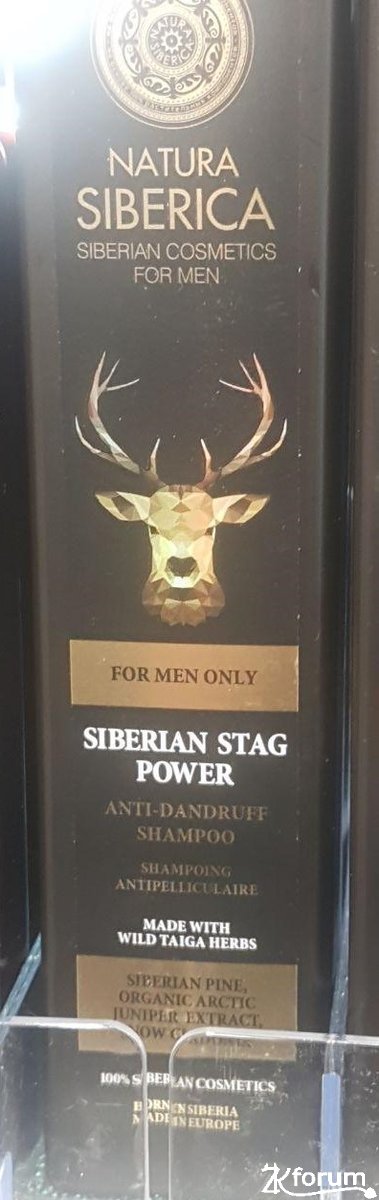 NATURA
SIBERICA
NATURA
SIBERICA
SIBERIAN COSMETICS
FOR MEN
FOR MEN ONLY
SIBERIAN STAG
POWER
ANTI-DANDRUFF
SHAMPOO
SHAMPOING
ANTIPELLICULAIRE
MADE WITH
WILD TAIGA HERBS
SIBERIAN PINE,
ORGANIC ARCTIC
JUNIPER EXTRACT,
100% SIBERIAN COSMETICS
BORN IN SIBERIA
MADE IN EUROPE
2Kforum